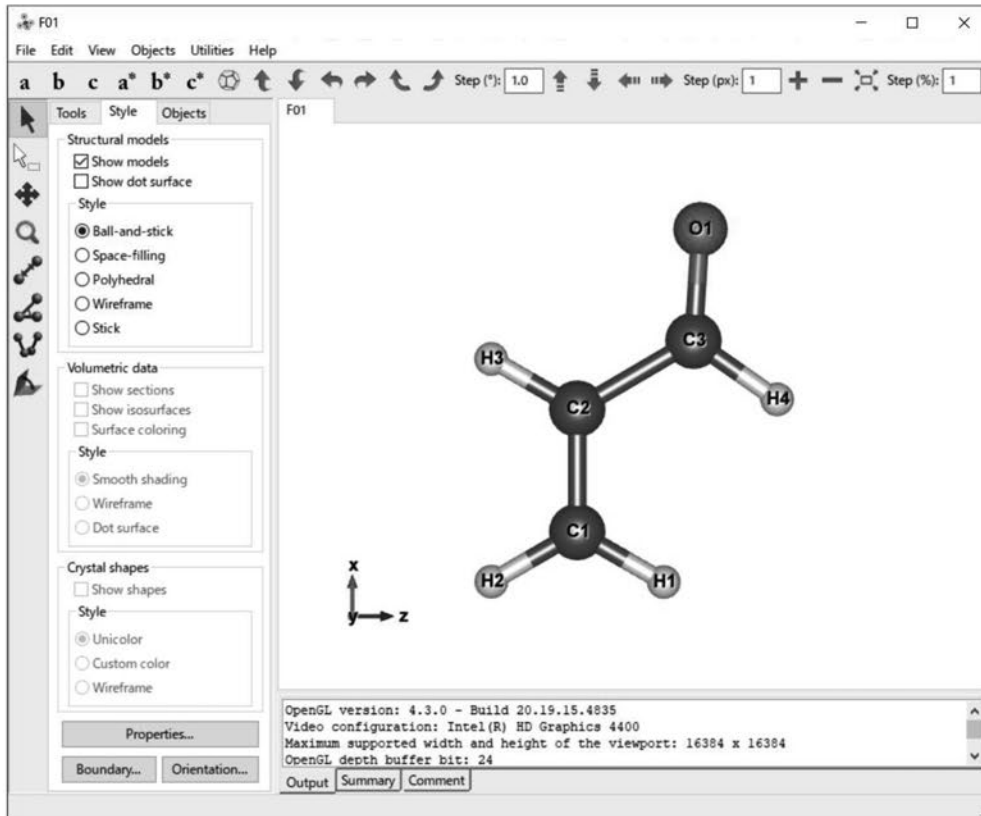 F01
File Edit View Objects Utilities Help
a b c a* b* c* Step (°): 1.0 Step (px): 1 Step (%): 1
Tools Style Objects
F01
Structural models
Show models
Show dot surface
Style
Ball-and-stick
Space-filling
Polyhedral
Wireframe
Stick
Volumetric data
Show sections
Show isosurfaces
Surface coloring
Style
Smooth shading
Wireframe
Dot surface
Crystal shapes
Show shapes
Style
Unicolor
Custom color
Wireframe
Properties...
Boundary... Orientation...
O1
C3
H3
H4
C2
C1
H2 H1
x
y z
OpenGL version: 4.3.0 - Build 20.19.15.4835
Video configuration: Intel(R) HD Graphics 4400
Maximum supported width and height of the viewport: 16384 x 16384
OpenGL depth buffer bit: 24
Output Summary Comment